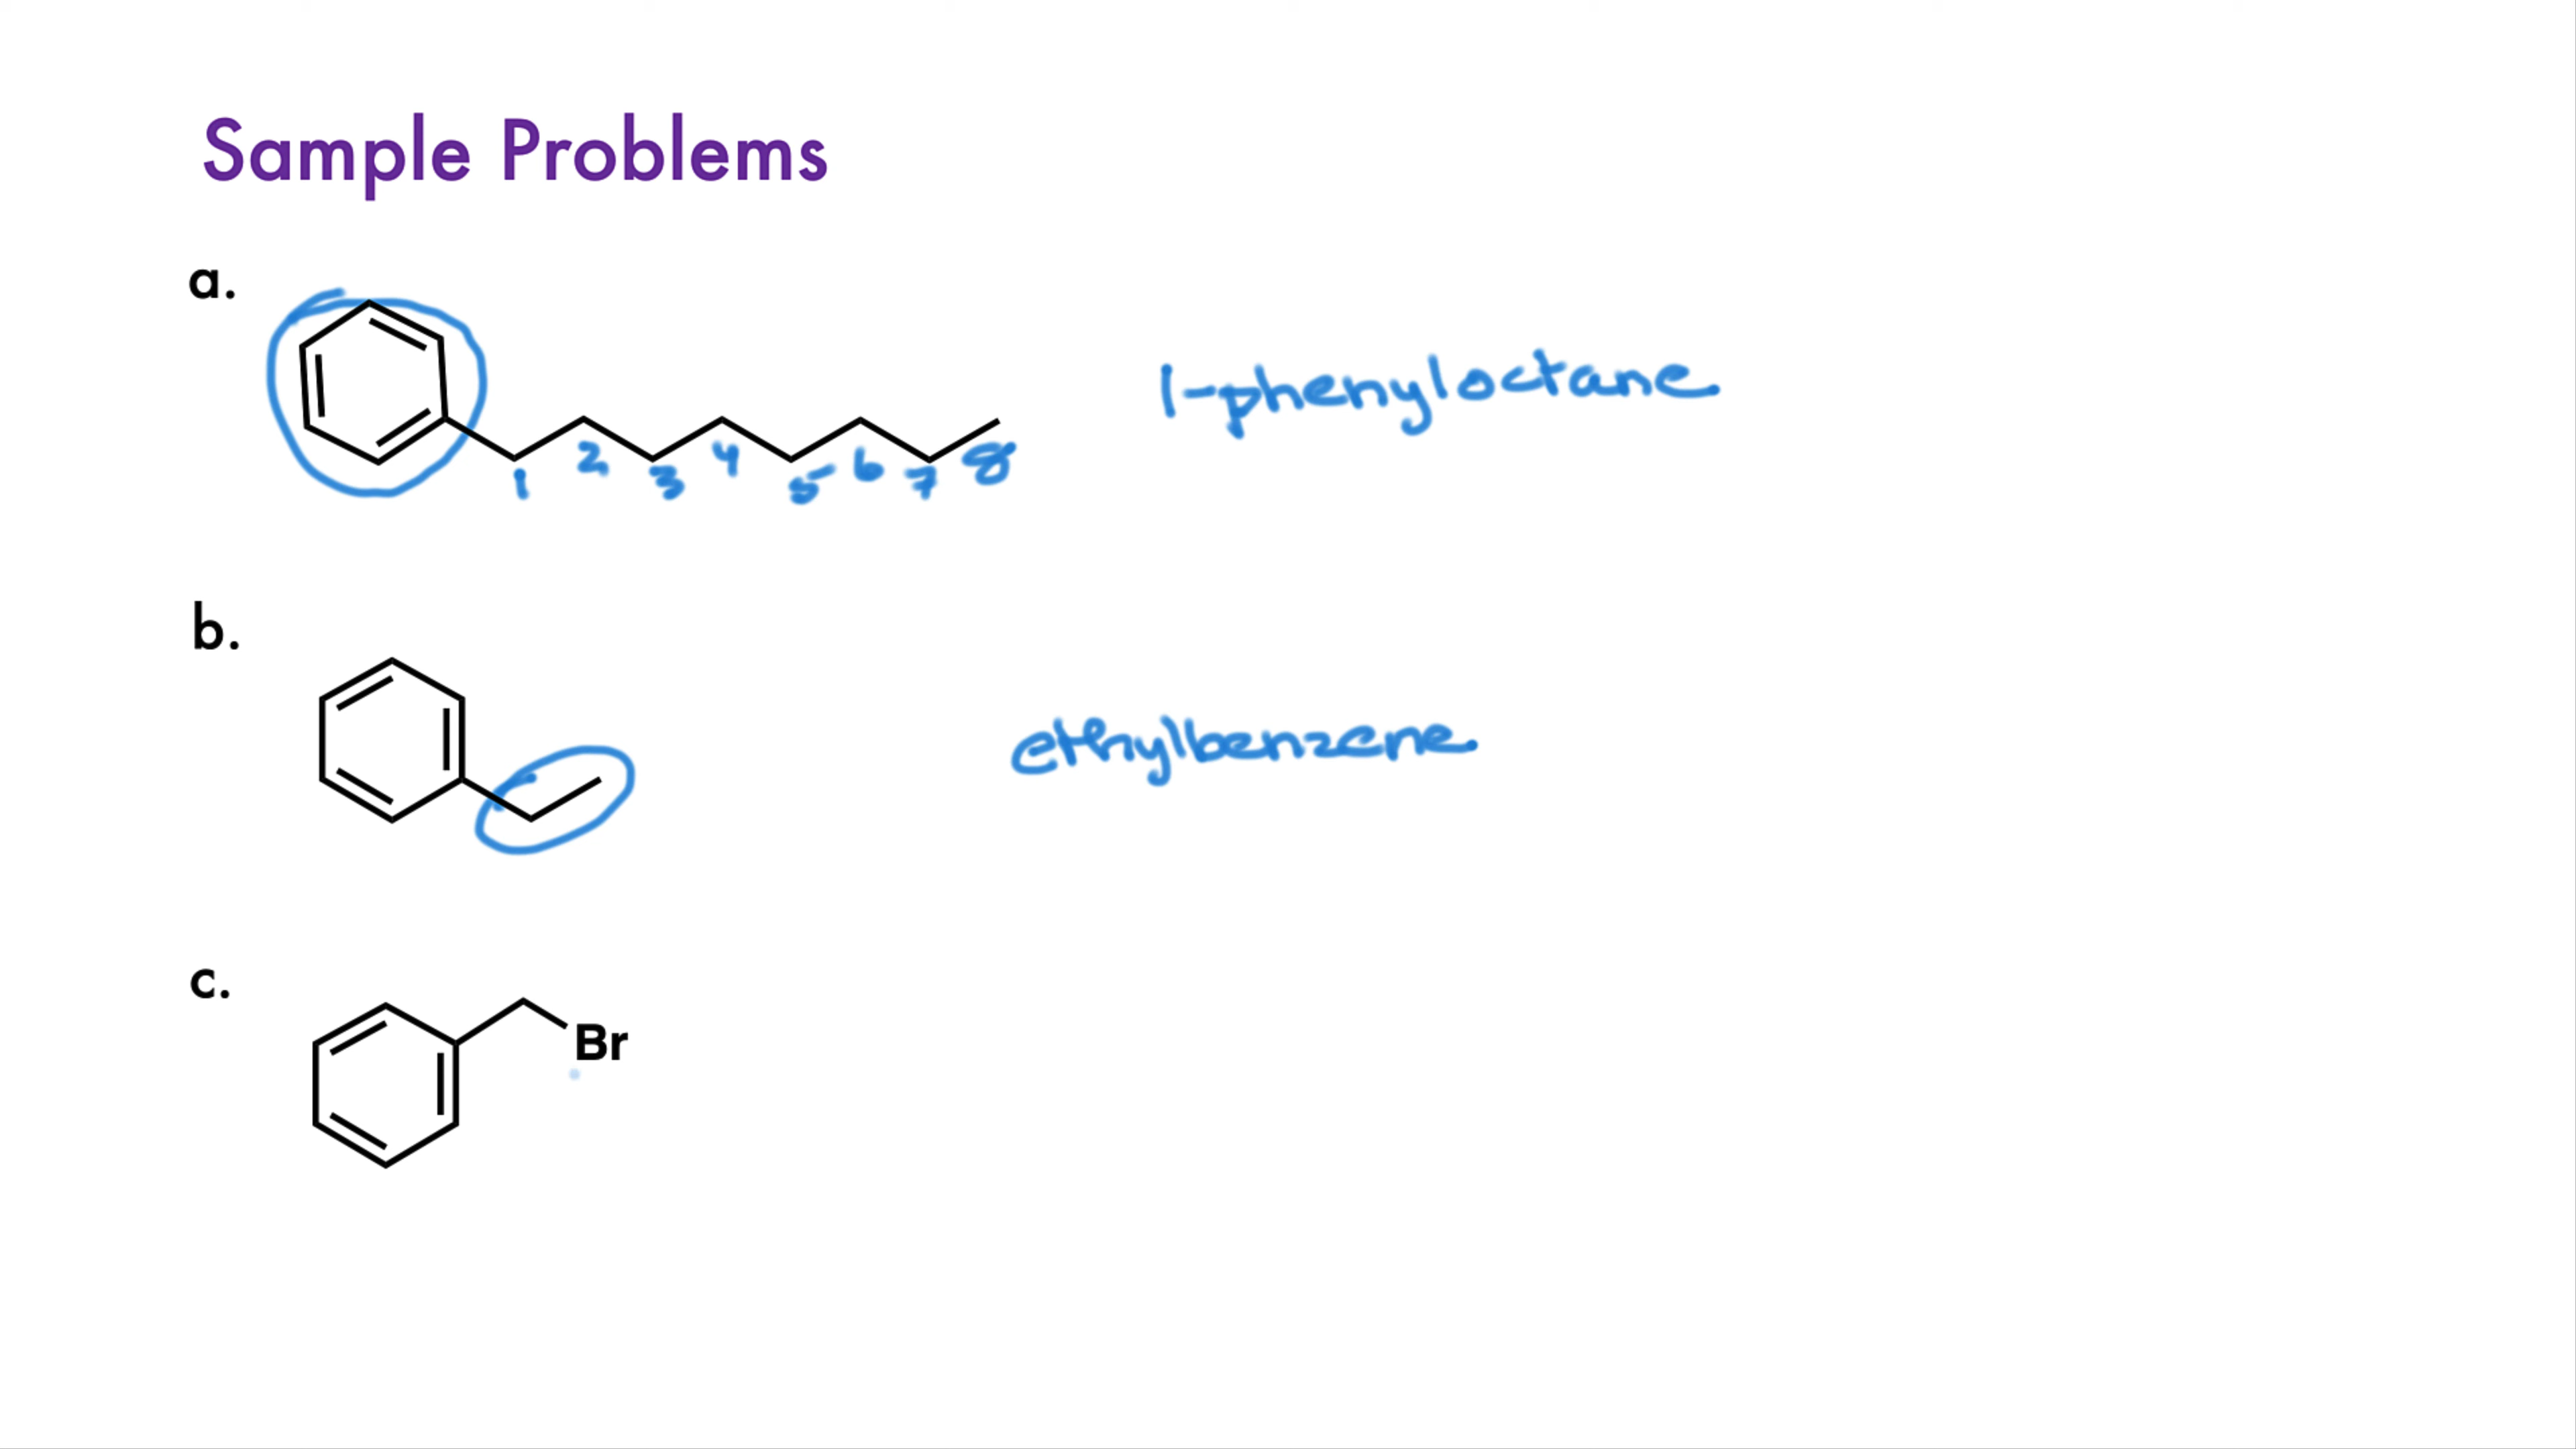 Sample Problems
a.
1-phenyloctane
1 2 3 4 5 6 7 8
b.
ethylbenzene
c.
Br